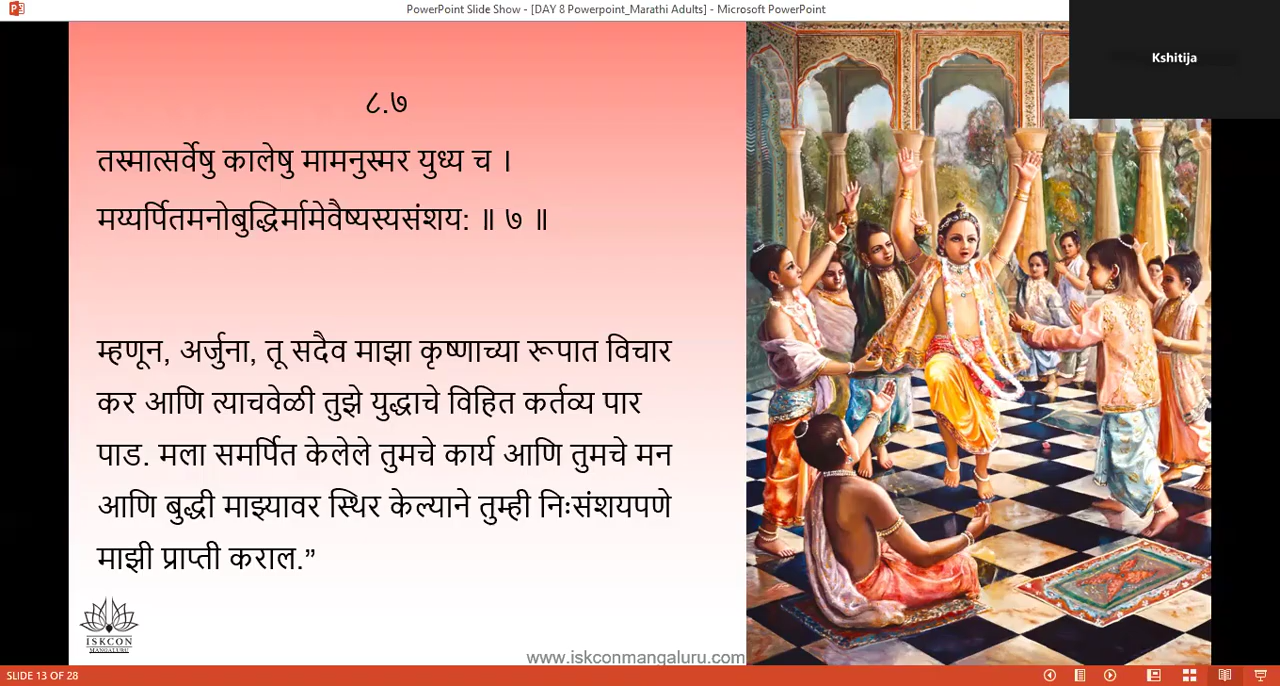 PowerPoint Slide Show - [DAY 8 Powerpoint_Marathi Adults] - Microsoft PowerPoint
Kshitija
८.७
तस्मात्सर्वेषु कालेषु मामनुस्मर युध्य च ।
मय्यर्पितमनोबुद्धिर्मामेवैष्यस्यसंशय: ॥ ७ ॥
म्हणून, अर्जुना, तू सदैव माझा कृष्णाच्या रूपात विचार
कर आणि त्याचवेळी तुझे युद्धाचे विहित कर्तव्य पार
पाड. मला समर्पित केलेले तुमचे कार्य आणि तुमचे मन
आणि बुद्धी माझ्यावर स्थिर केल्याने तुम्ही निःसंशयपणे
माझी प्राप्ती कराल.”
ISKCON
MANGALURU
www.iskconmangaluru.com
SLIDE 13 OF 28